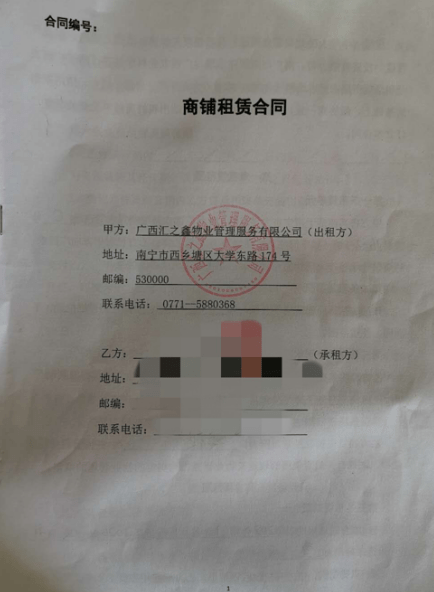 合同编号：
商铺租赁合同
甲方：广西汇之鑫物业管理服务有限公司（出租方）
地址：南宁市西乡塘区大学东路174号
邮编：530000
联系电话：0771--5880368
乙方：（承租方）
地址：
邮编：
联系电话：
1